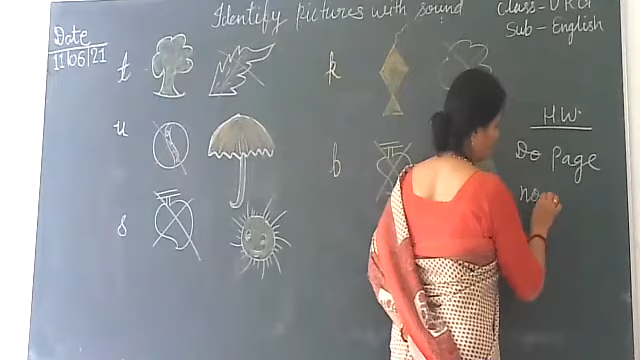 Identify pictures with sound
Class - UKG
Sub - English
Date
11/06/21
t
u
s
k
b
H.W.
Do Page
no